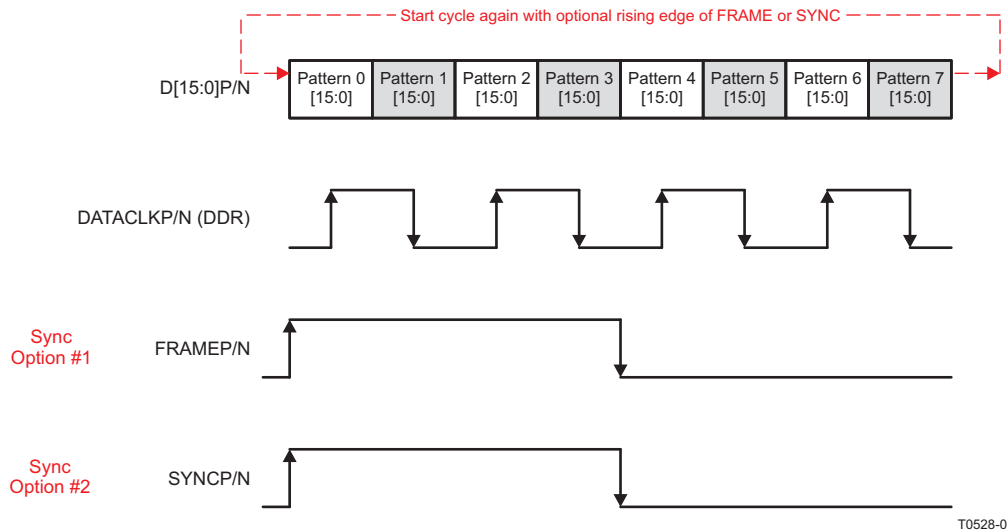 Start cycle again with optional rising edge of FRAME or SYNC
D[15:0]P/N
Pattern 0 [15:0]
Pattern 1 [15:0]
Pattern 2 [15:0]
Pattern 3 [15:0]
Pattern 4 [15:0]
Pattern 5 [15:0]
Pattern 6 [15:0]
Pattern 7 [15:0]
DATACLKP/N (DDR)
Sync
Option #1
FRAMEP/N
Sync
Option #2
SYNCP/N
T0528-0